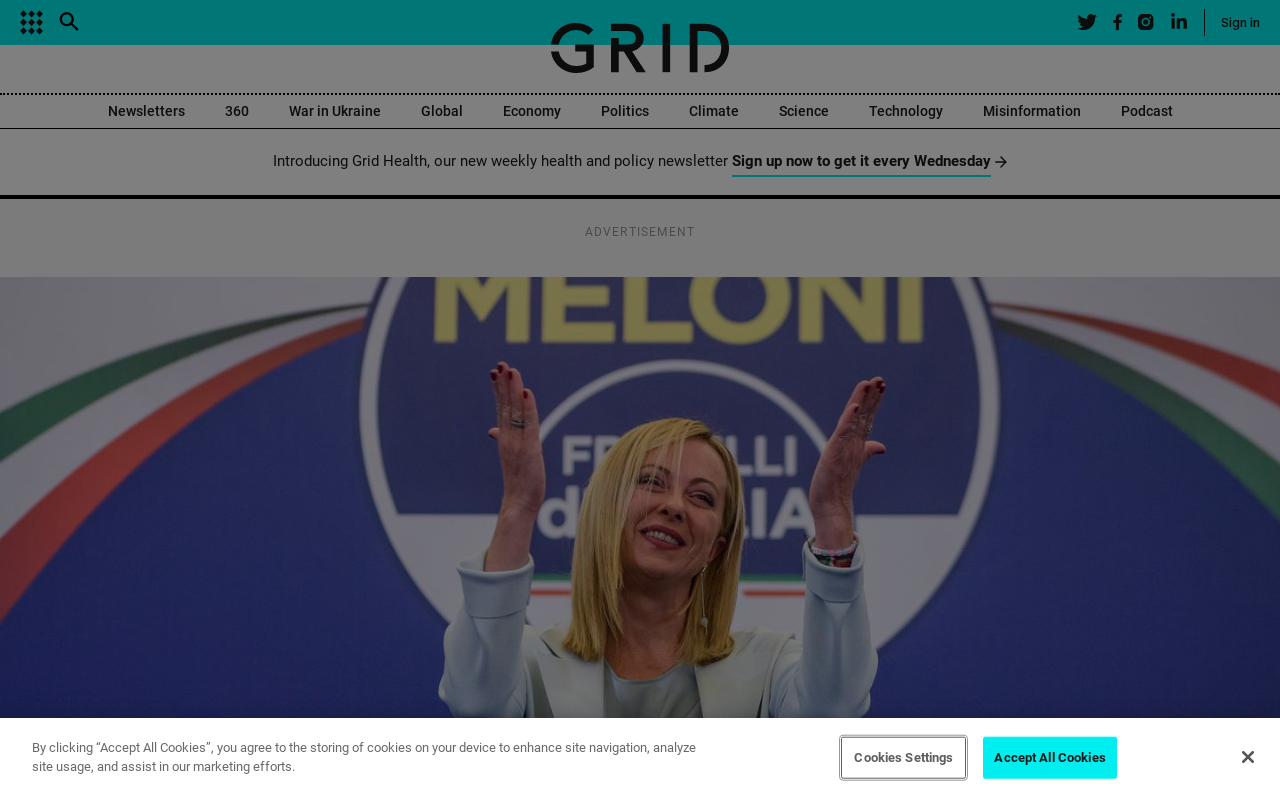 GRID
Sign in
Newsletters 360 War in Ukraine Global Economy Politics Climate Science Technology Misinformation Podcast
Introducing Grid Health, our new weekly health and policy newsletter Sign up now to get it every Wednesday →
ADVERTISEMENT
MELONI
FR LLI
d' LIA
By clicking “Accept All Cookies”, you agree to the storing of cookies on your device to enhance site navigation, analyze
site usage, and assist in our marketing efforts.
Cookies Settings
Accept All Cookies